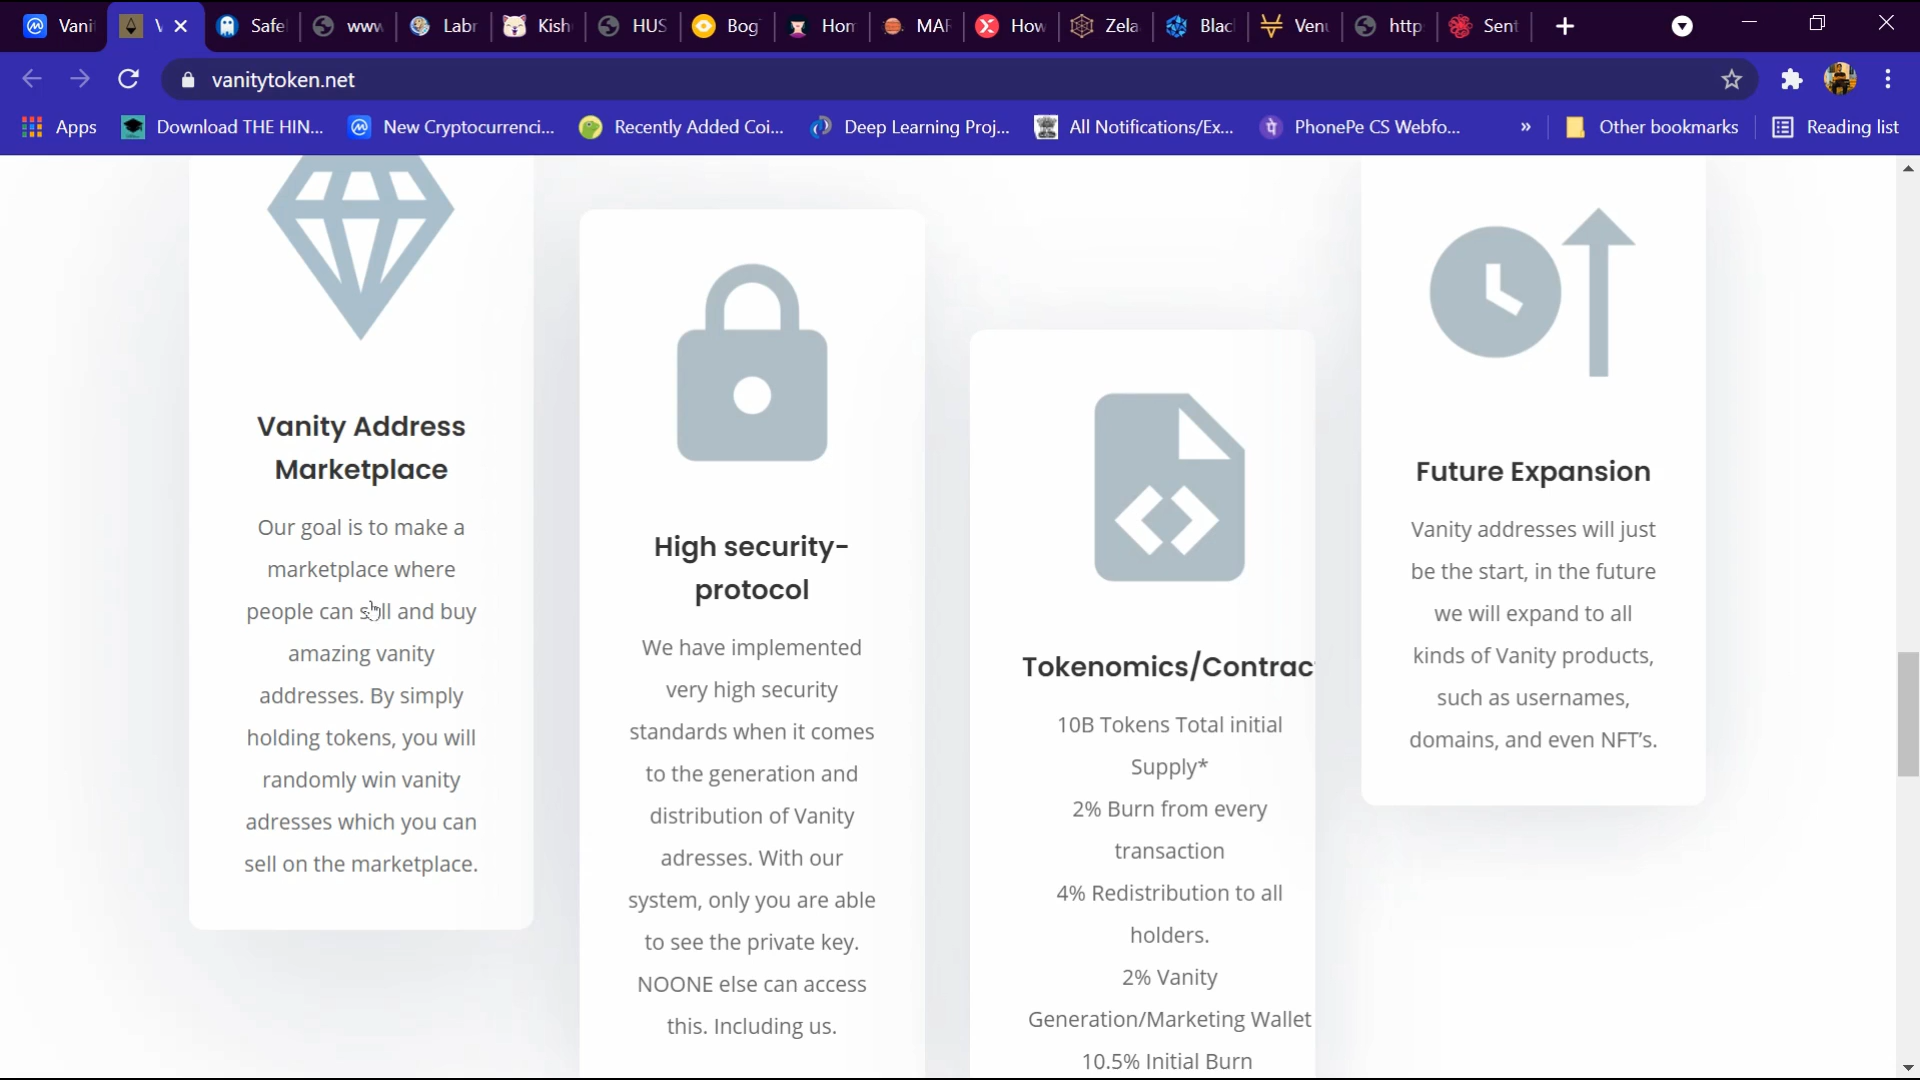 Vani
V
Safe
www
Labr
Kish
HUS
Bog
Hom
MAR
How
Zela
Blac
Venu
http
Sent
vanitytoken.net
Apps
Download THE HIN...
New Cryptocurrenci...
Recently Added Coi...
Deep Learning Proj...
All Notifications/Ex...
PhonePe CS Webfo...
»
Other bookmarks
Reading list
Vanity Address
Marketplace
Our goal is to make a
marketplace where
people can sell and buy
amazing vanity
addresses. By simply
holding tokens, you will
randomly win vanity
adresses which you can
sell on the marketplace.
High security-
protocol
We have implemented
very high security
standards when it comes
to the generation and
distribution of Vanity
adresses. With our
system, only you are able
to see the private key.
NOONE else can access
this. Including us.
Tokenomics/Contrac
10B Tokens Total initial
Supply*
2% Burn from every
transaction
4% Redistribution to all
holders.
2% Vanity
Generation/Marketing Wallet
10.5% Initial Burn
Future Expansion
Vanity addresses will just
be the start, in the future
we will expand to all
kinds of Vanity products,
such as usernames,
domains, and even NFT's.